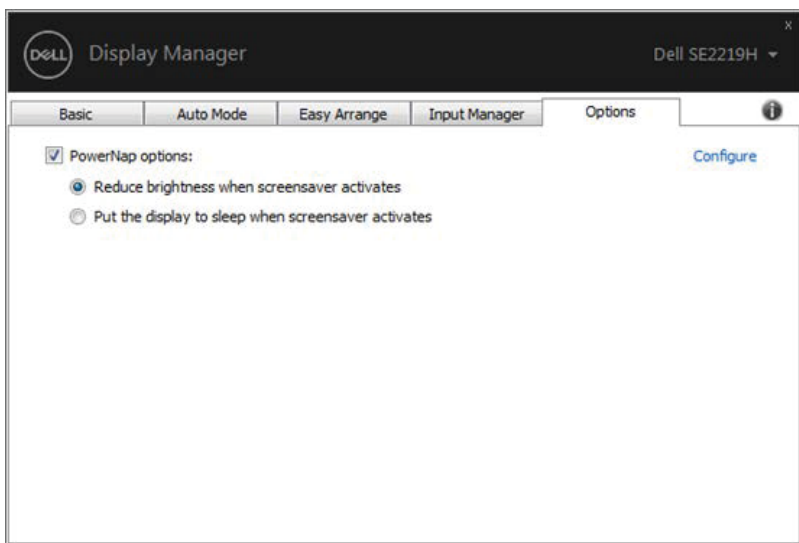 x
DELL Display Manager Dell SE2219H
Basic Auto Mode Easy Arrange Input Manager Options i
PowerNap options: Configure
Reduce brightness when screensaver activates
Put the display to sleep when screensaver activates